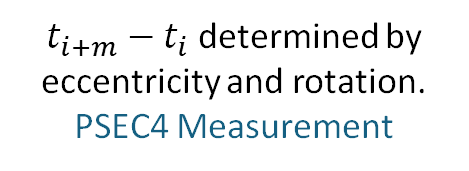 t_{i+m} − t_i determined by
eccentricity and rotation.
PSEC4 Measurement